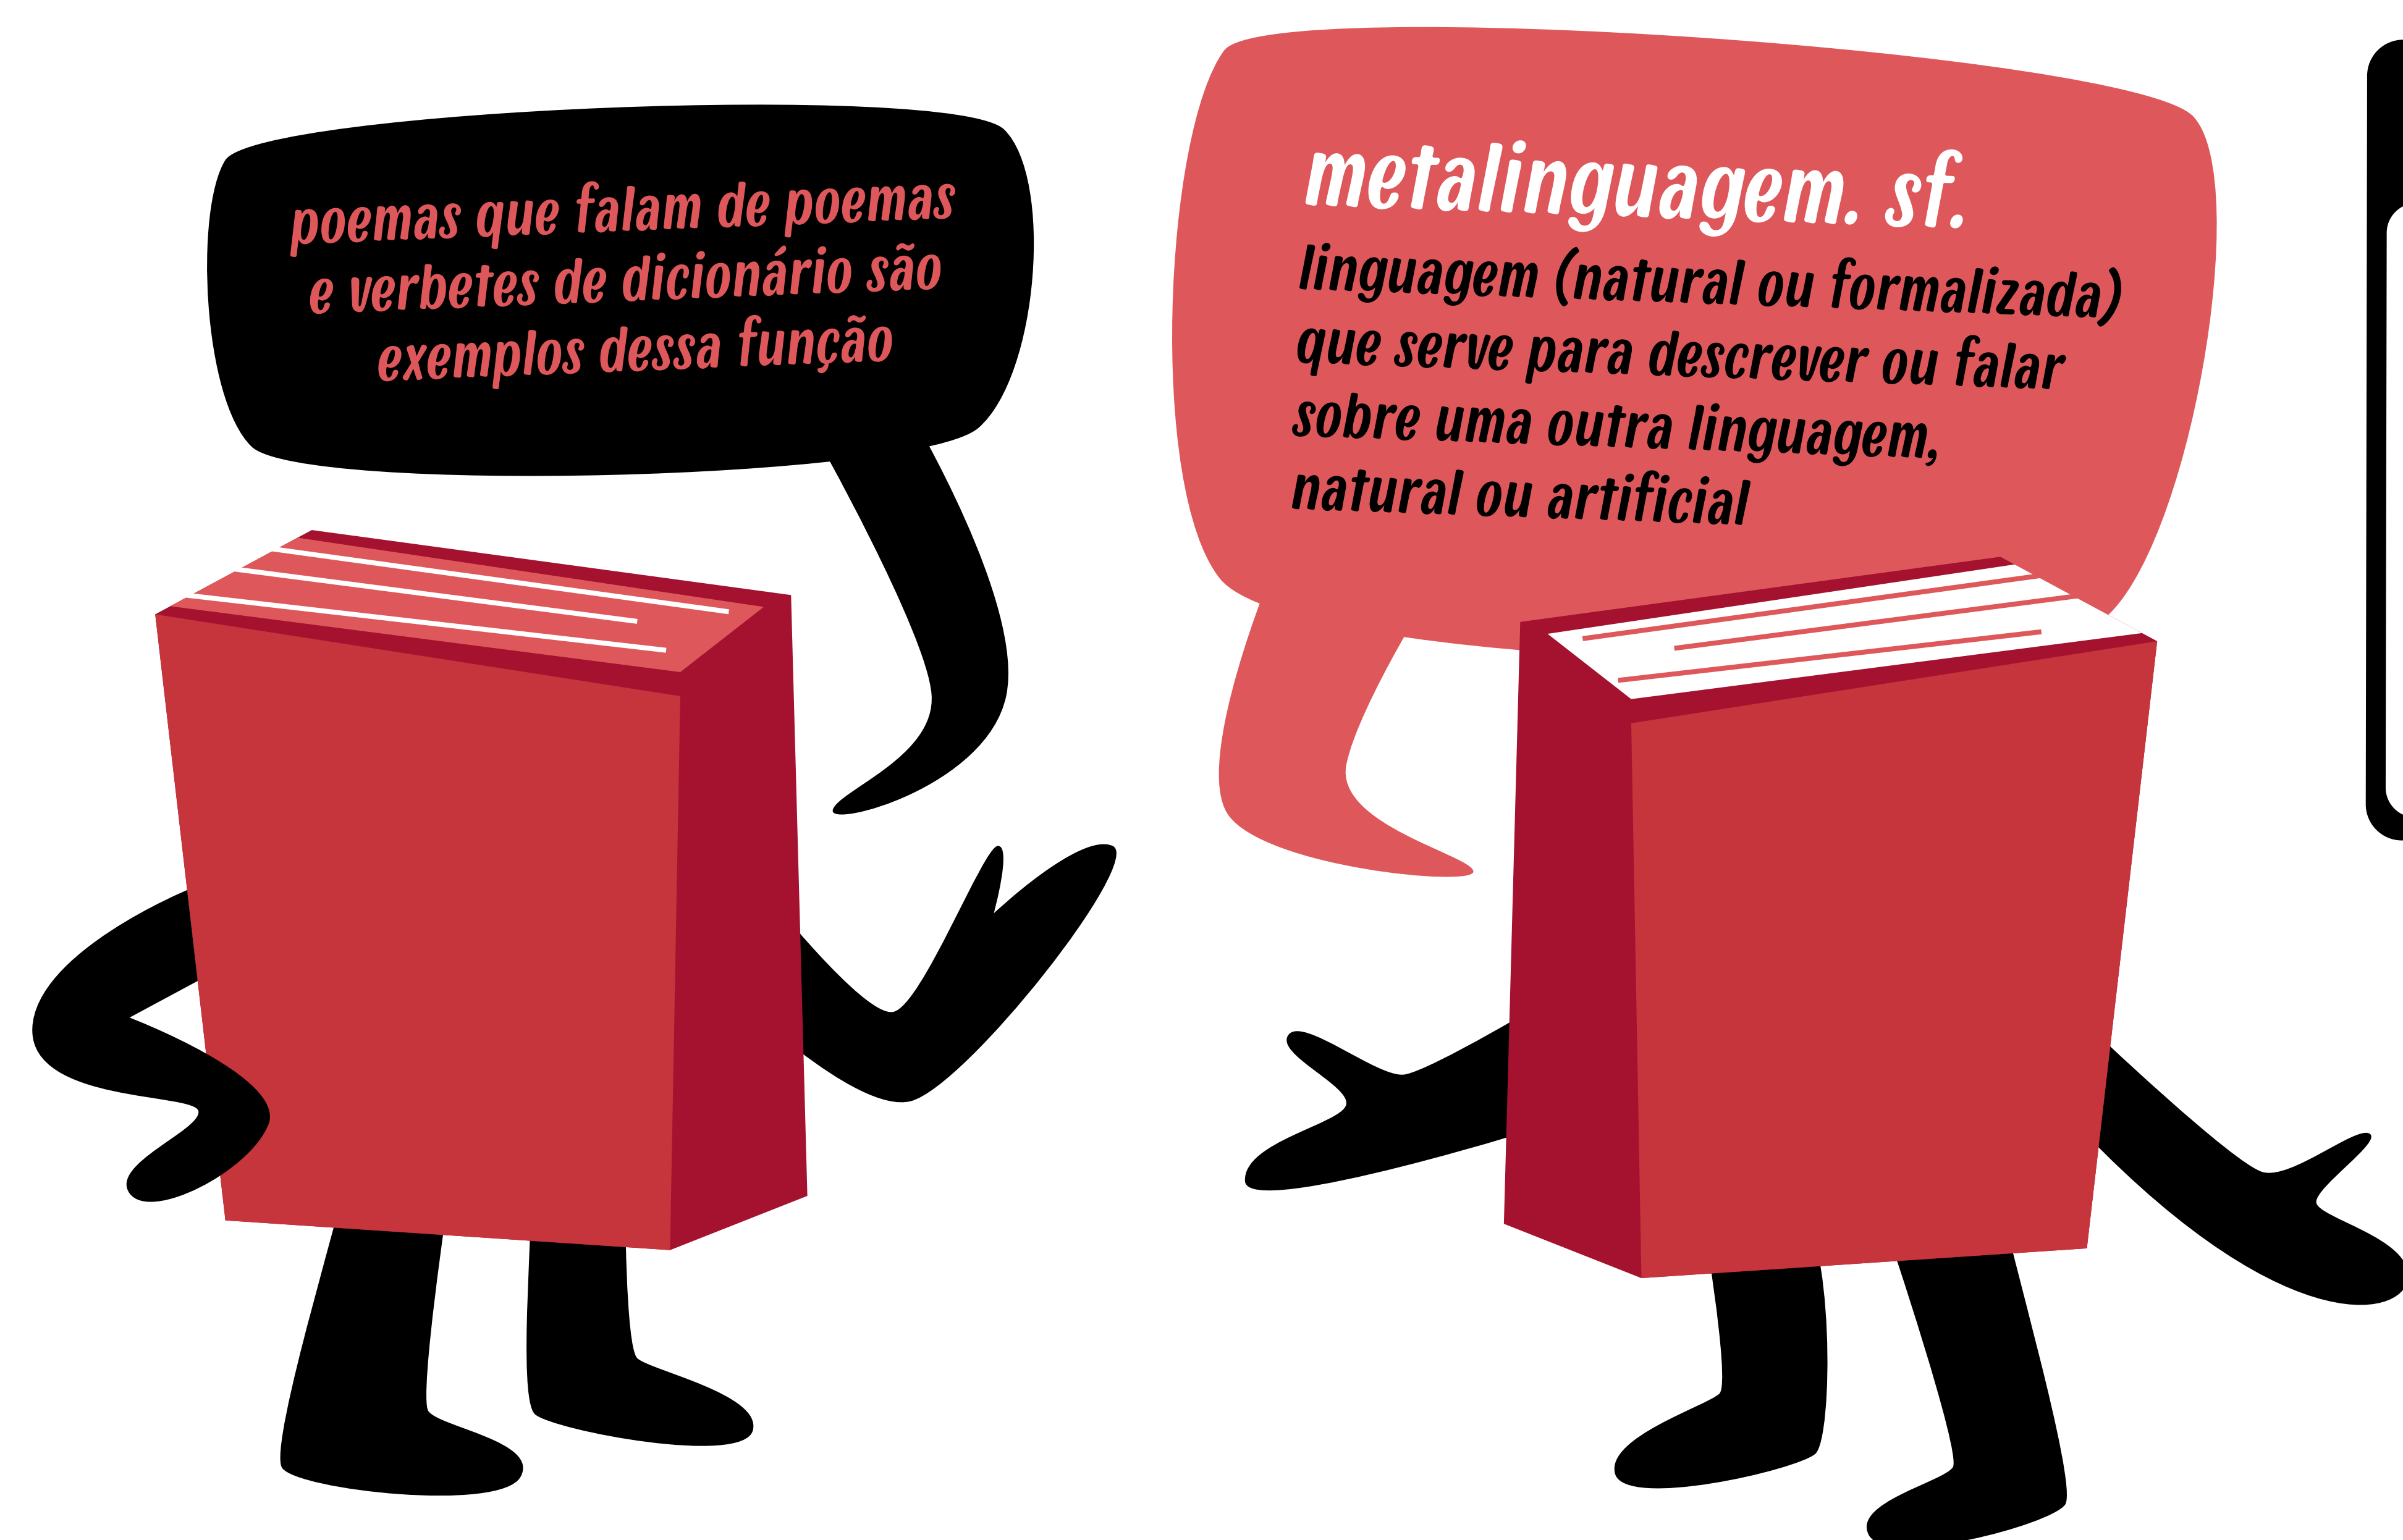 poemas que falam de poemas
e verbetes de dicionário são
exemplos dessa função
metalinguagem. sf.
linguagem (natural ou formalizada)
que serve para descrever ou falar
sobre uma outra linguagem,
natural ou artificial